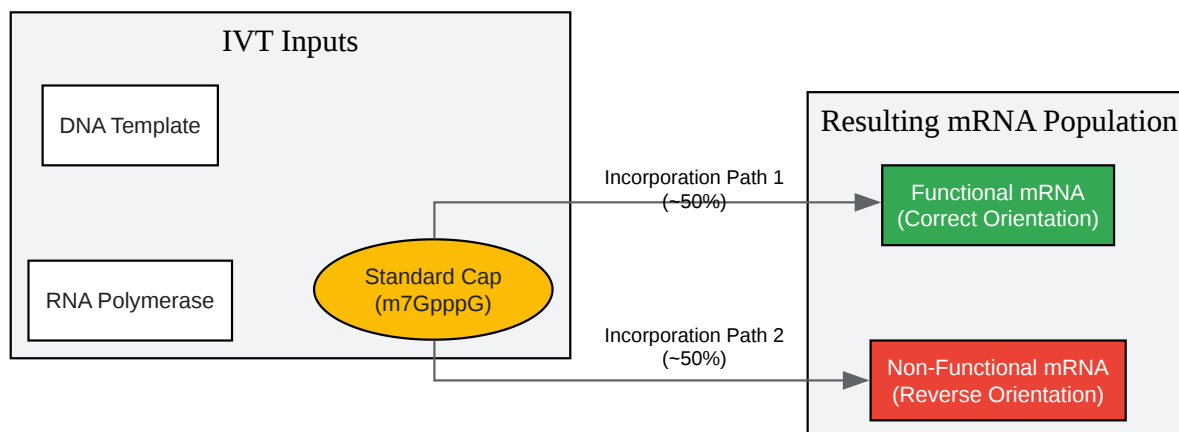 IVT Inputs
DNA Template
RNA Polymerase
Standard Cap
(m7GpppG)
Incorporation Path 1
(~50%)
Incorporation Path 2
(~50%)
Resulting mRNA Population
Functional mRNA
(Correct Orientation)
Non-Functional mRNA
(Reverse Orientation)